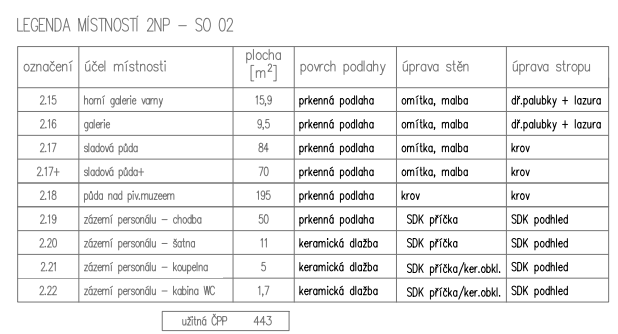 LEGENDA MÍSTNOSTÍ 2NP – SO 02
označení účel místnosti plocha [m²] povrch podlahy úprava stěn úprava stropu
2.15 horní galerie varny 15,9 prkenná podlaha omítka, malba dř.palubky + lazura
2.16 galerie 9,5 prkenná podlaha omítka, malba dř.palubky + lazura
2.17 sladová půda 84 prkenná podlaha omítka, malba krov
2.17+ sladová půda+ 70 prkenná podlaha omítka, malba krov
2.18 půda nad piv.muzeem 195 prkenná podlaha krov krov
2.19 zázemí personálu – chodba 50 prkenná podlaha SDK příčka SDK podhled
2.20 zázemí personálu – šatna 11 keramická dlažba SDK příčka SDK podhled
2.21 zázemí personálu – koupelna 5 keramická dlažba SDK příčka/ker.obkl. SDK podhled
2.22 zázemí personálu – kabina WC 1,7 keramická dlažba SDK příčka/ker.obkl. SDK podhled
užitná ČPP 443